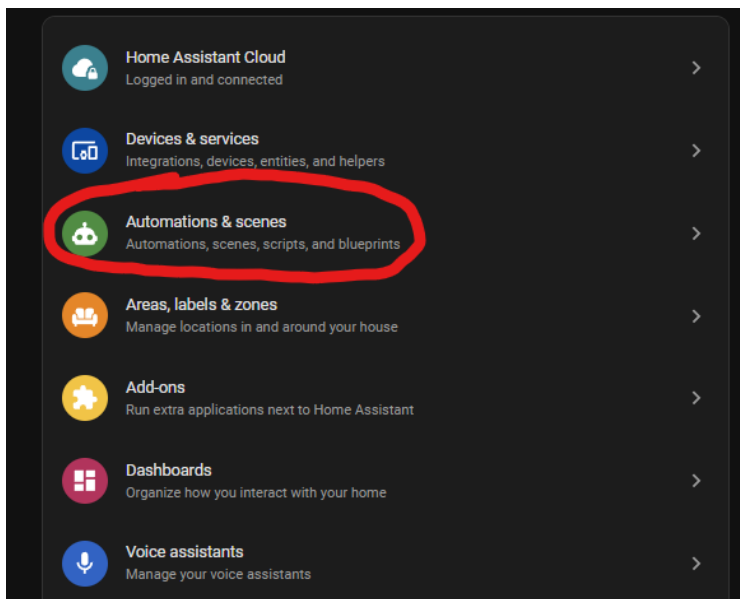 Home Assistant Cloud
Logged in and connected
Devices & services
Integrations, devices, entities, and helpers
Automations & scenes
Automations, scenes, scripts, and blueprints
Areas, labels & zones
Manage locations in and around your house
Add-ons
Run extra applications next to Home Assistant
Dashboards
Organize how you interact with your home
Voice assistants
Manage your voice assistants